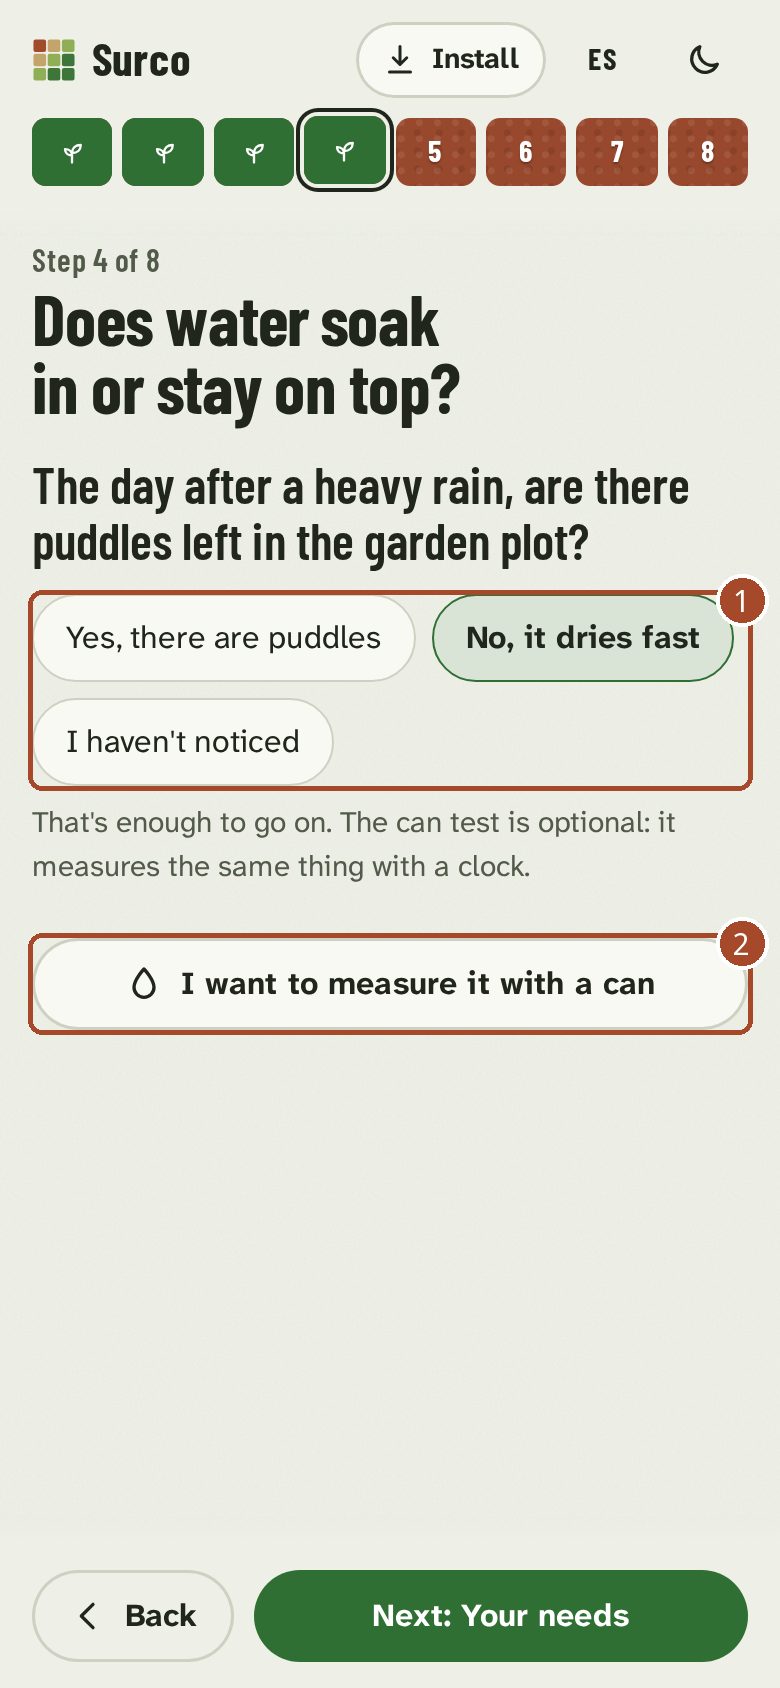 Surco
Install
ES
5
6
7
8
Step 4 of 8
Does water soak
in or stay on top?
The day after a heavy rain, are there
puddles left in the garden plot?
1
Yes, there are puddles
No, it dries fast
I haven't noticed
That's enough to go on. The can test is optional: it
measures the same thing with a clock.
2
I want to measure it with a can
Back
Next: Your needs